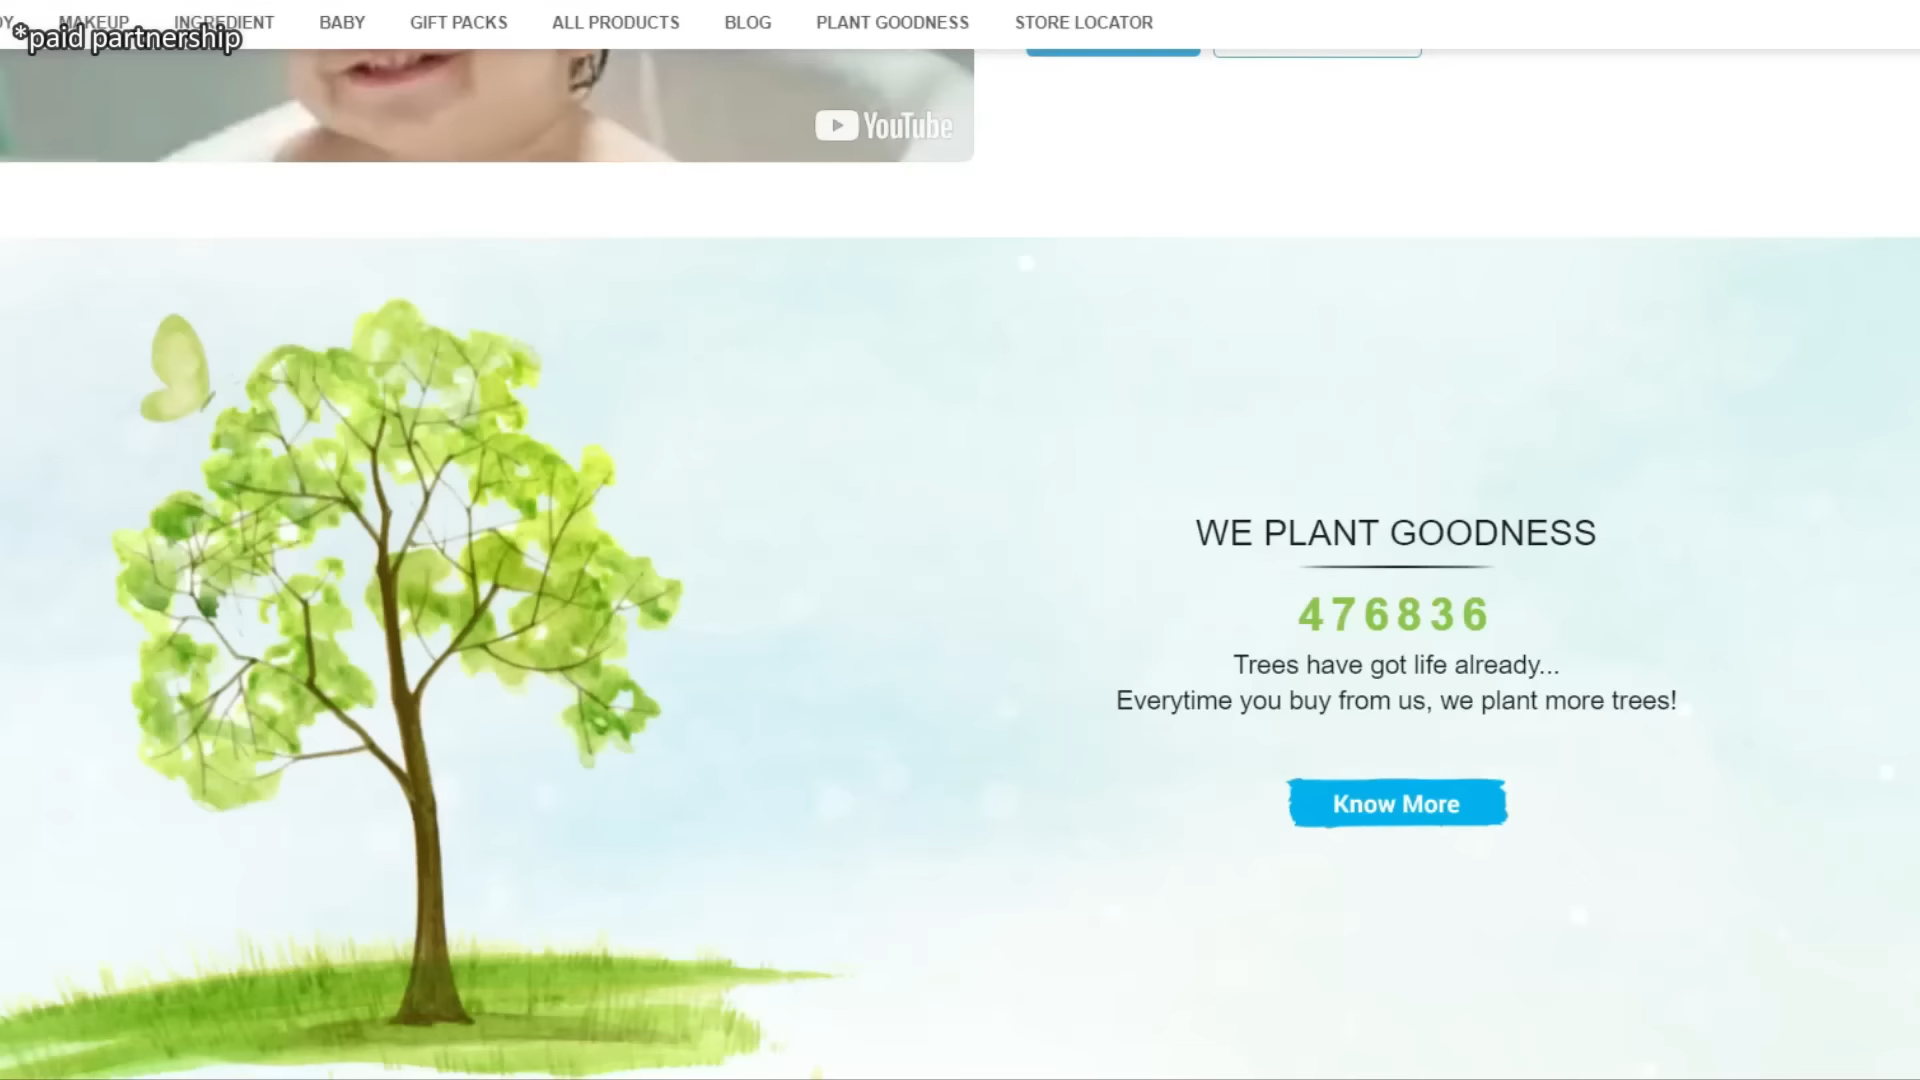 MAKEUP INGREDIENT BABY GIFT PACKS ALL PRODUCTS BLOG PLANT GOODNESS STORE LOCATOR
*paid partnership
YouTube
WE PLANT GOODNESS
476836
Trees have got life already...
Everytime you buy from us, we plant more trees!
Know More